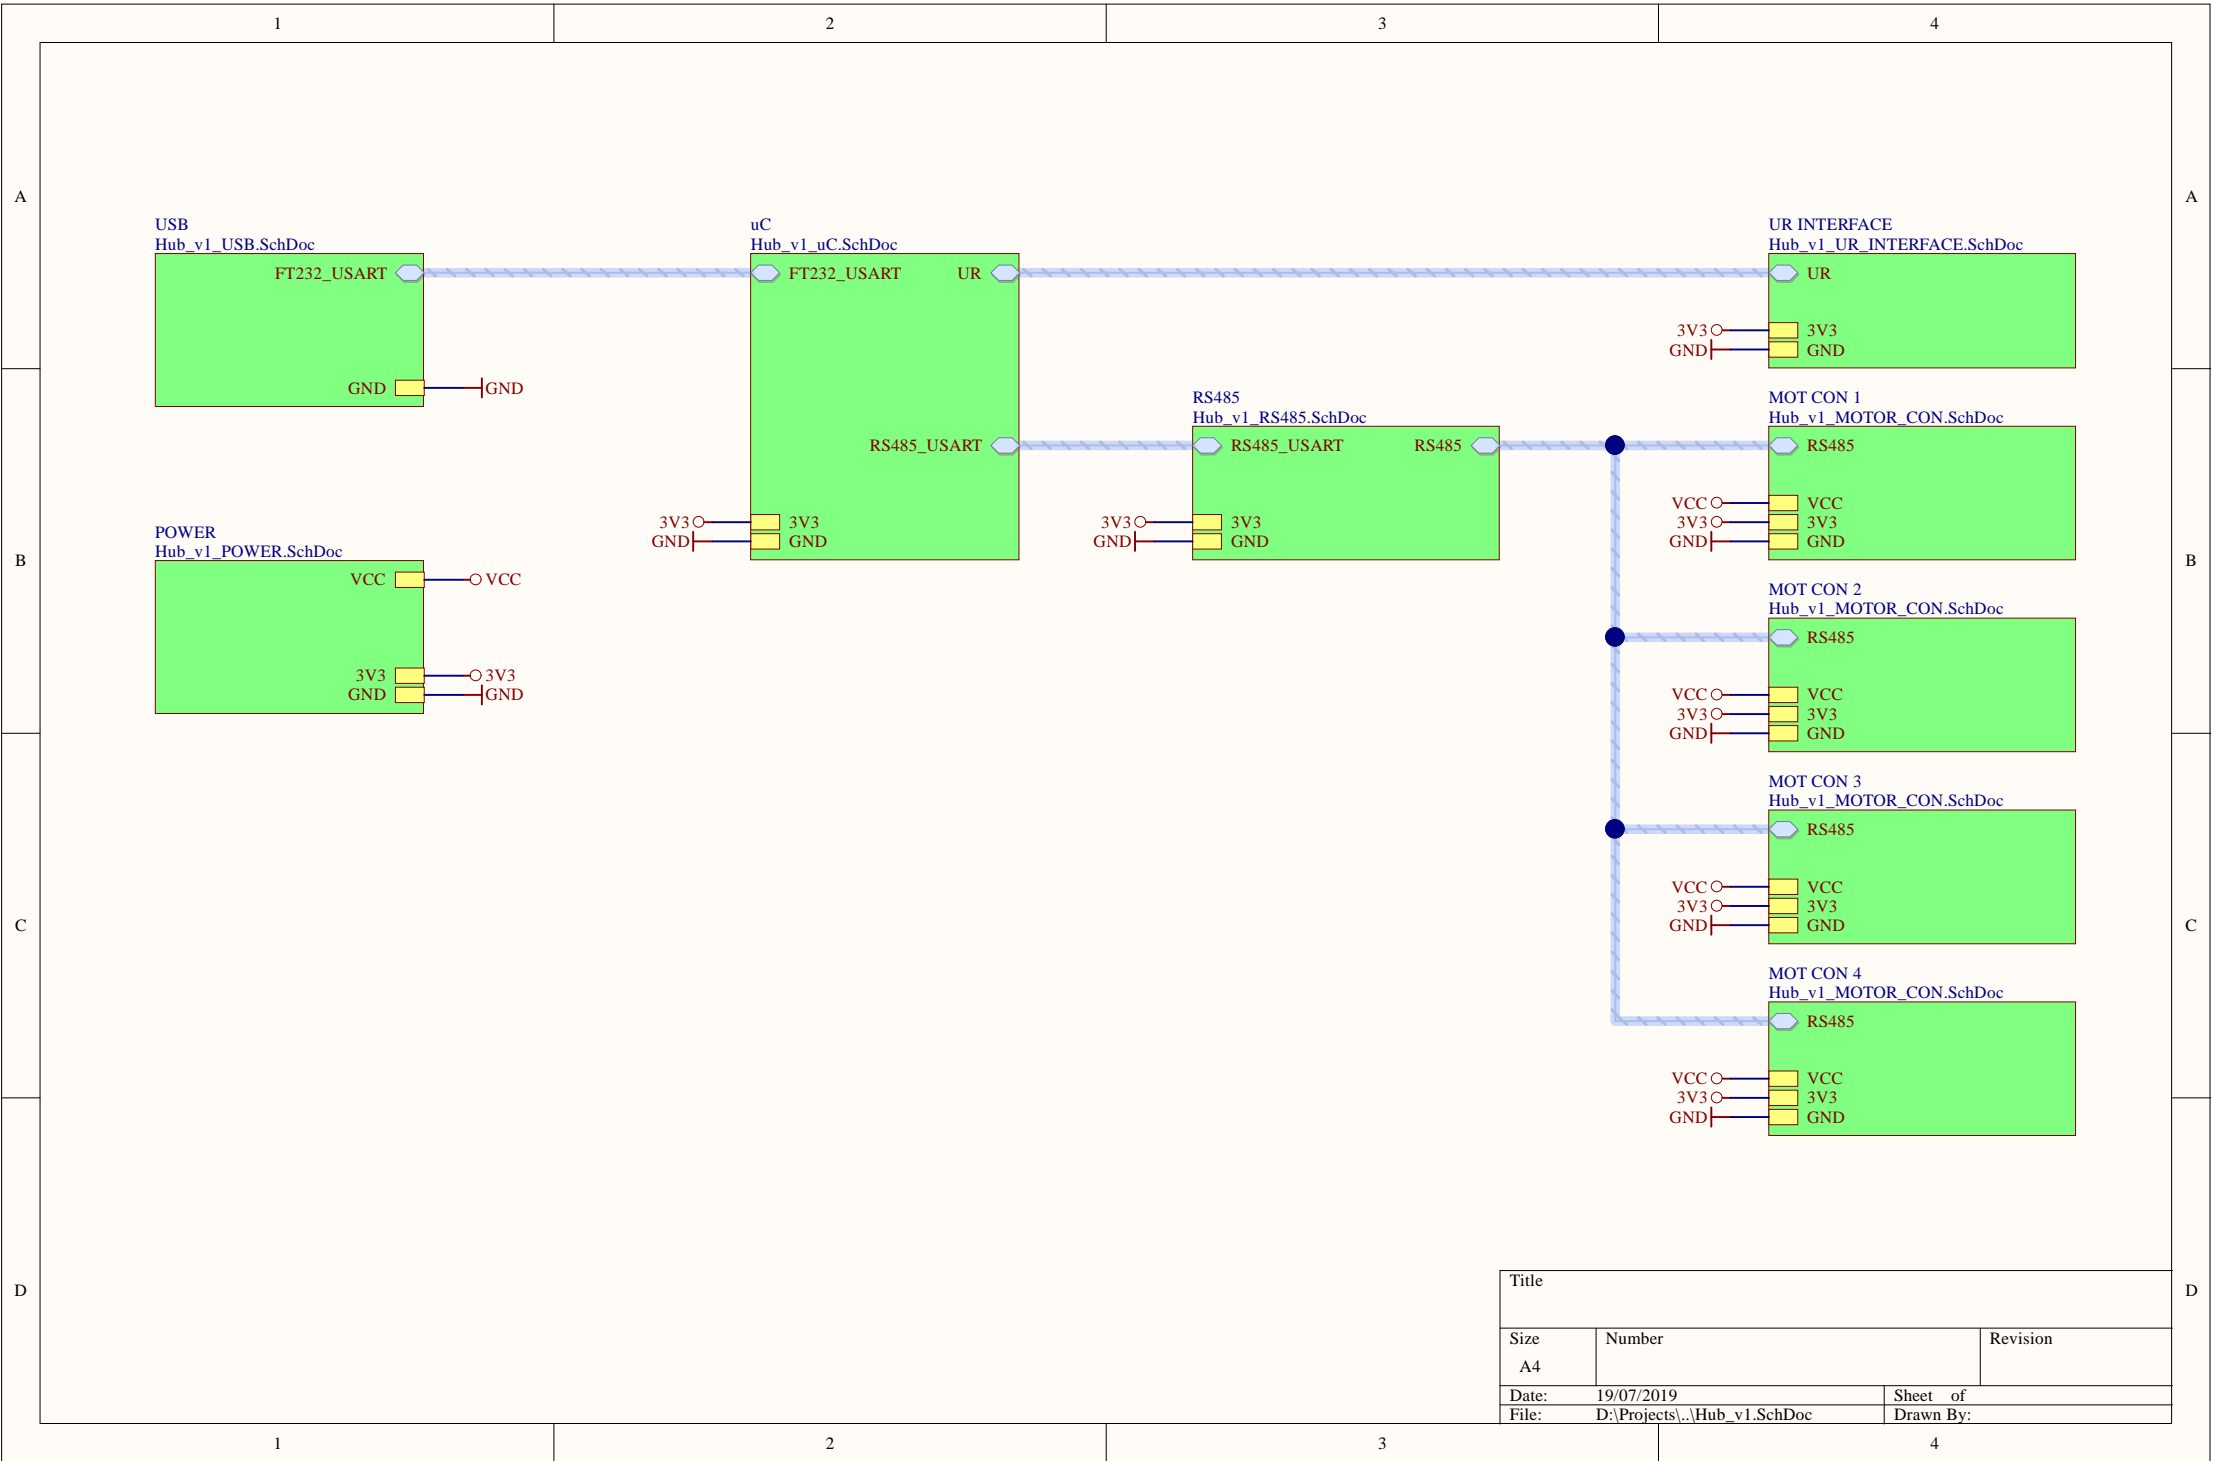 1 2 3 4
A A
USB
Hub_v1_USB.SchDoc
FT232_USART
GND GND
uC
Hub_v1_uC.SchDoc
FT232_USART UR
RS485_USART
3V3 3V3
GND GND
UR INTERFACE
Hub_v1_UR_INTERFACE.SchDoc
UR
3V3 3V3
GND GND
B B
POWER
Hub_v1_POWER.SchDoc
VCC VCC
3V3 3V3
GND GND
RS485
Hub_v1_RS485.SchDoc
RS485_USART RS485
3V3 3V3
GND GND
MOT CON 1
Hub_v1_MOTOR_CON.SchDoc
RS485
VCC VCC
3V3 3V3
GND GND
MOT CON 2
Hub_v1_MOTOR_CON.SchDoc
RS485
VCC VCC
3V3 3V3
GND GND
C C
MOT CON 3
Hub_v1_MOTOR_CON.SchDoc
RS485
VCC VCC
3V3 3V3
GND GND
MOT CON 4
Hub_v1_MOTOR_CON.SchDoc
RS485
VCC VCC
3V3 3V3
GND GND
D D
Title
Size Number Revision
A4
Date: 19/07/2019 Sheet of
File: D:\Projects\..\Hub_v1.SchDoc Drawn By:
1 2 3 4